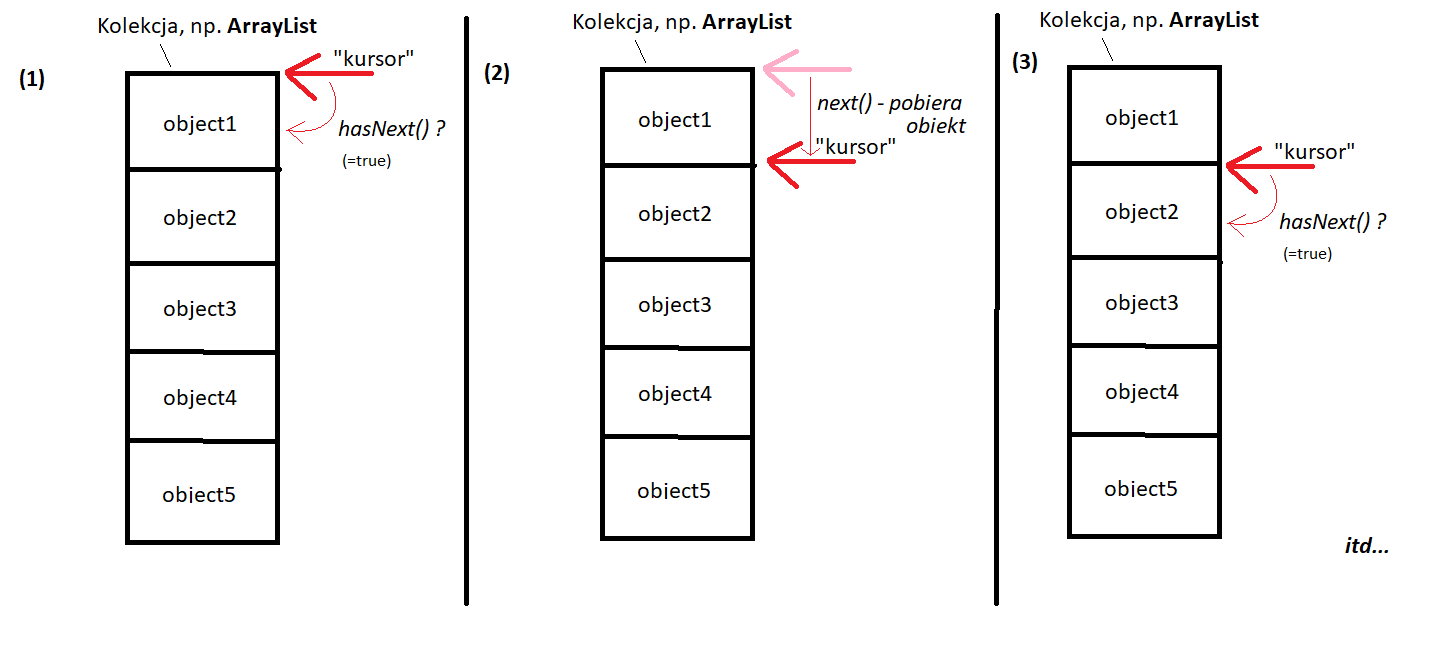 Kolekcja, np. ArrayList
(1)
"kursor"
object1
hasNext() ?
(=true)
object2
object3
object4
object5
Kolekcja, np. ArrayList
(2)
object1
next() - pobiera
obiekt
"kursor"
object2
object3
object4
object5
Kolekcja, np. ArrayList
(3)
object1
"kursor"
object2
hasNext() ?
(=true)
object3
object4
object5
itd...